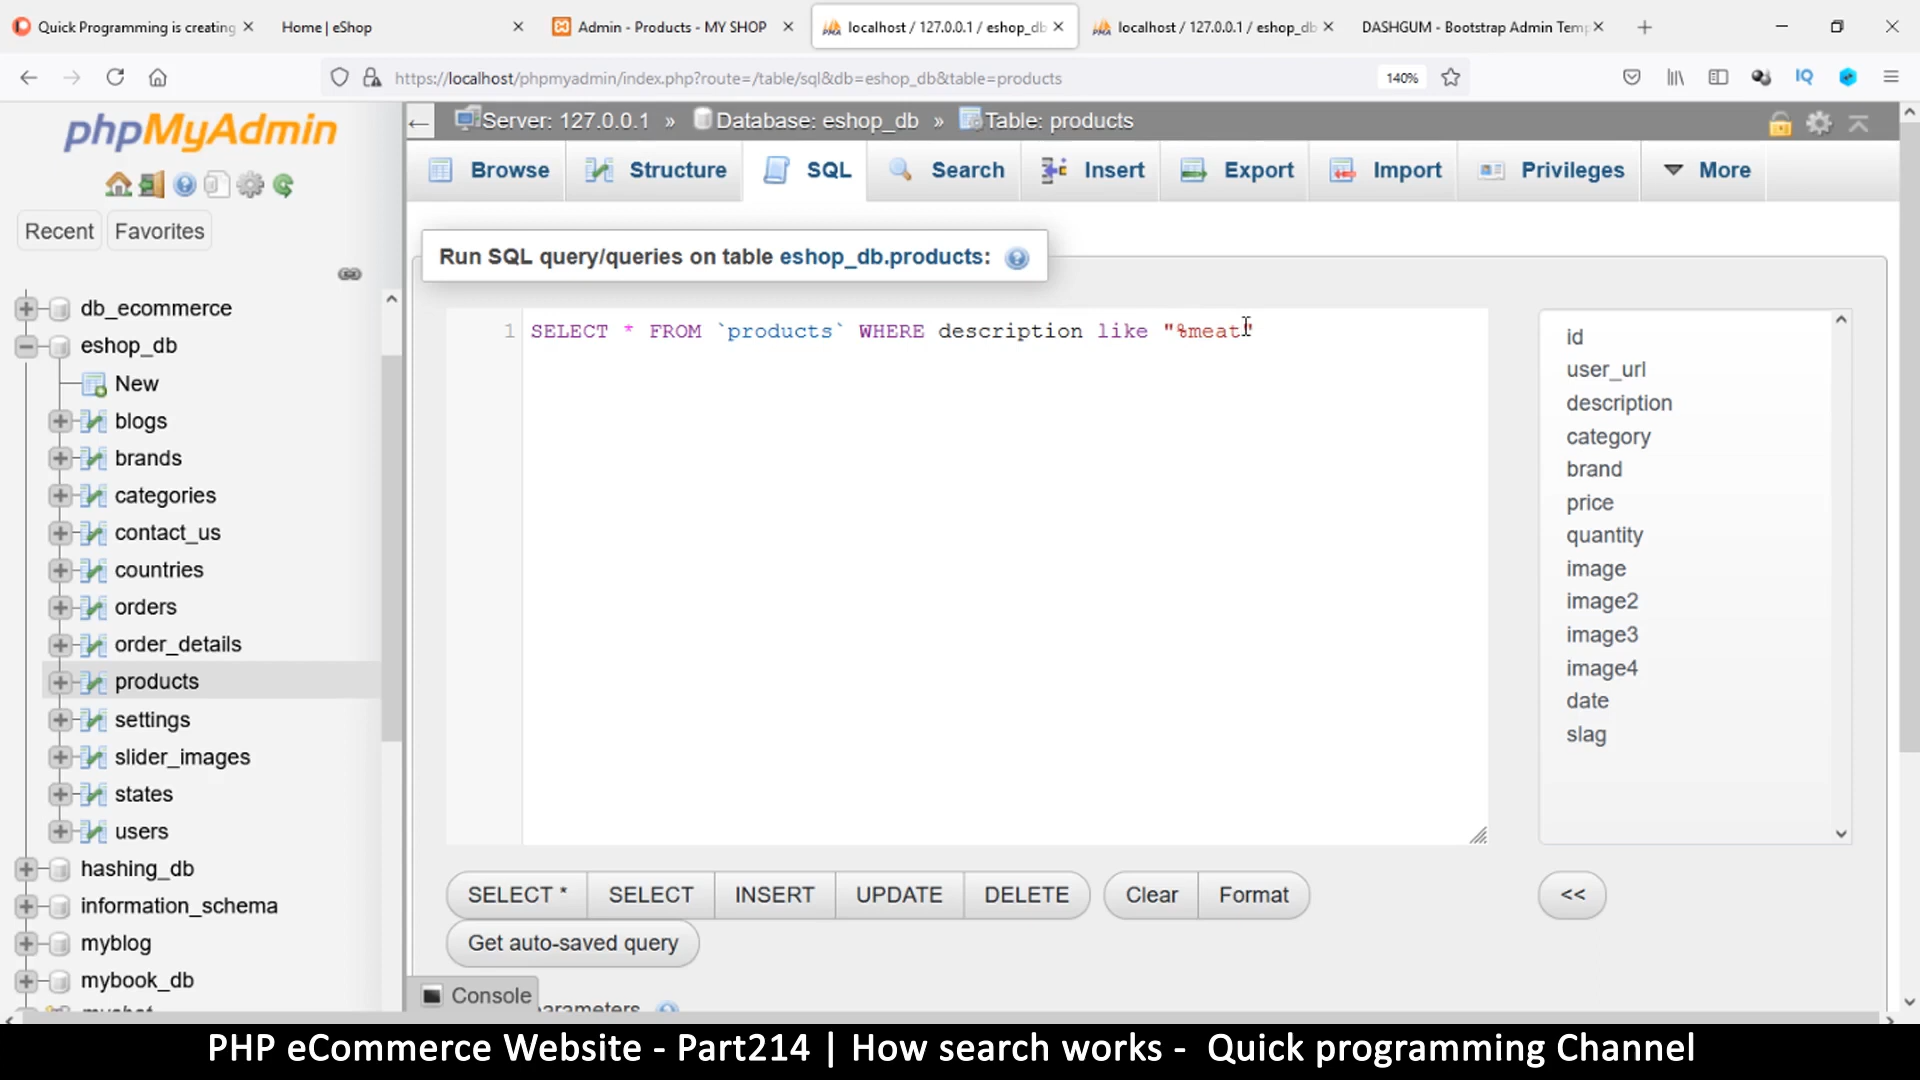 Quick Programming is creating
Home | eShop
Admin - Products - MY SHOP
localhost / 127.0.0.1 / eshop_db
localhost / 127.0.0.1 / eshop_db
DASHGUM - Bootstrap Admin Temp
https://localhost/phpmyadmin/index.php?route=/table/sql&db=eshop_db&table=products
140%
IQ
phpMyAdmin
Server: 127.0.0.1 » Database: eshop_db » Table: products
Browse
Structure
SQL
Search
Insert
Export
Import
Privileges
More
Recent
Favorites
db_ecommerce
eshop_db
New
blogs
brands
categories
contact_us
countries
orders
order_details
products
settings
slider_images
states
users
hashing_db
information_schema
myblog
mybook_db
Run SQL query/queries on table eshop_db.products:
1 SELECT * FROM `products` WHERE description like "%meat"
id
user_url
description
category
brand
price
quantity
image
image2
image3
image4
date
slag
SELECT *
SELECT
INSERT
UPDATE
DELETE
Clear
Format
<<
Get auto-saved query
Console
PHP eCommerce Website - Part214 | How search works - Quick programming Channel